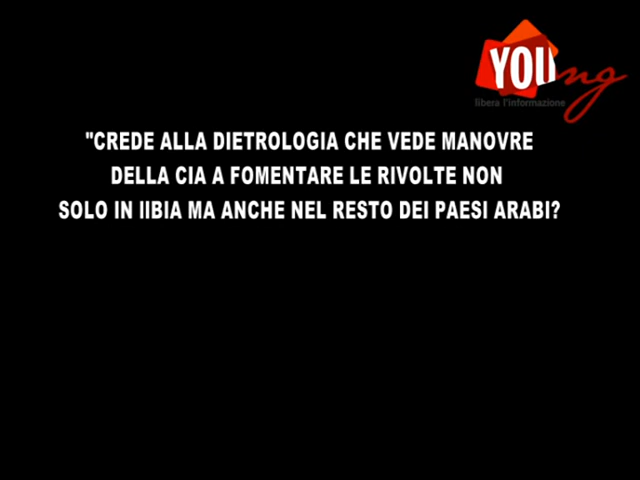 YOUng
libera l'informazione
"CREDE ALLA DIETROLOGIA CHE VEDE MANOVRE
DELLA CIA A FOMENTARE LE RIVOLTE NON
SOLO IN IIBIA MA ANCHE NEL RESTO DEI PAESI ARABI?